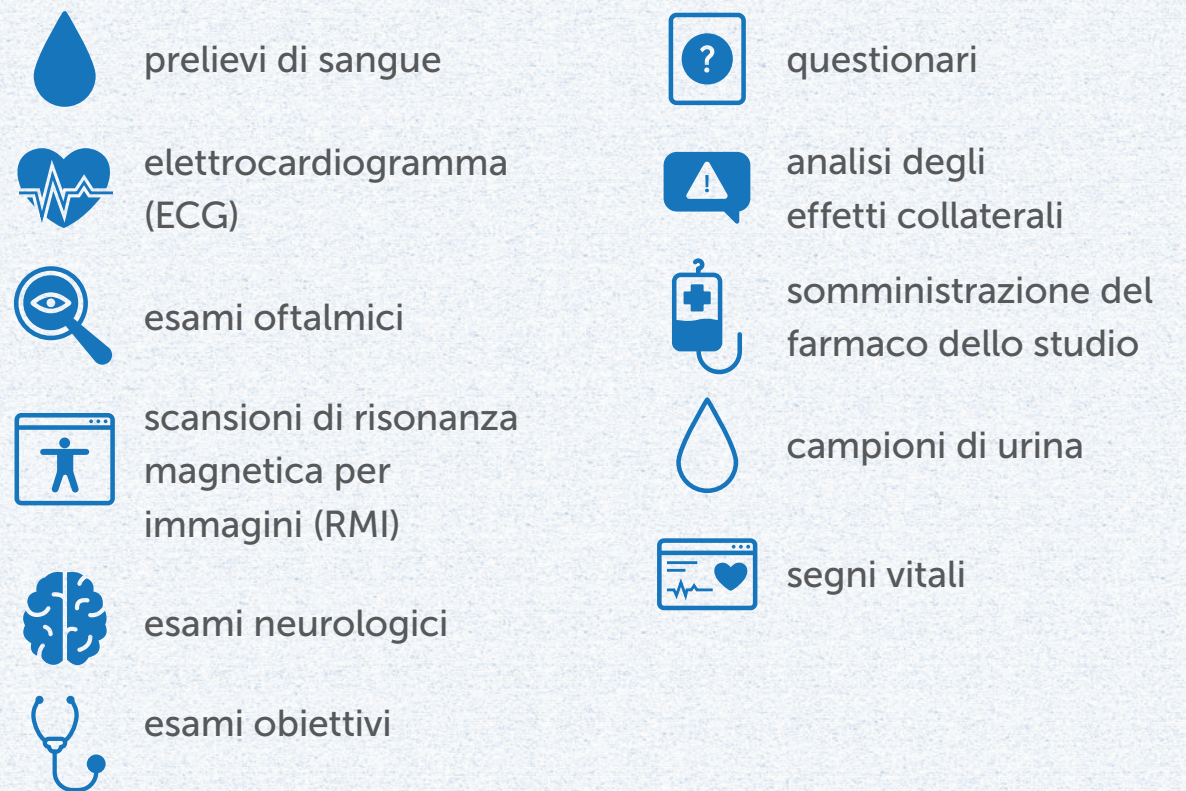 prelievi di sangue
elettrocardiogramma
(ECG)
esami oftalmici
scansioni di risonanza
magnetica per
immagini (RMI)
esami neurologici
esami obiettivi
?
questionari
!
analisi degli
effetti collaterali
somministrazione del
farmaco dello studio
campioni di urina
segni vitali